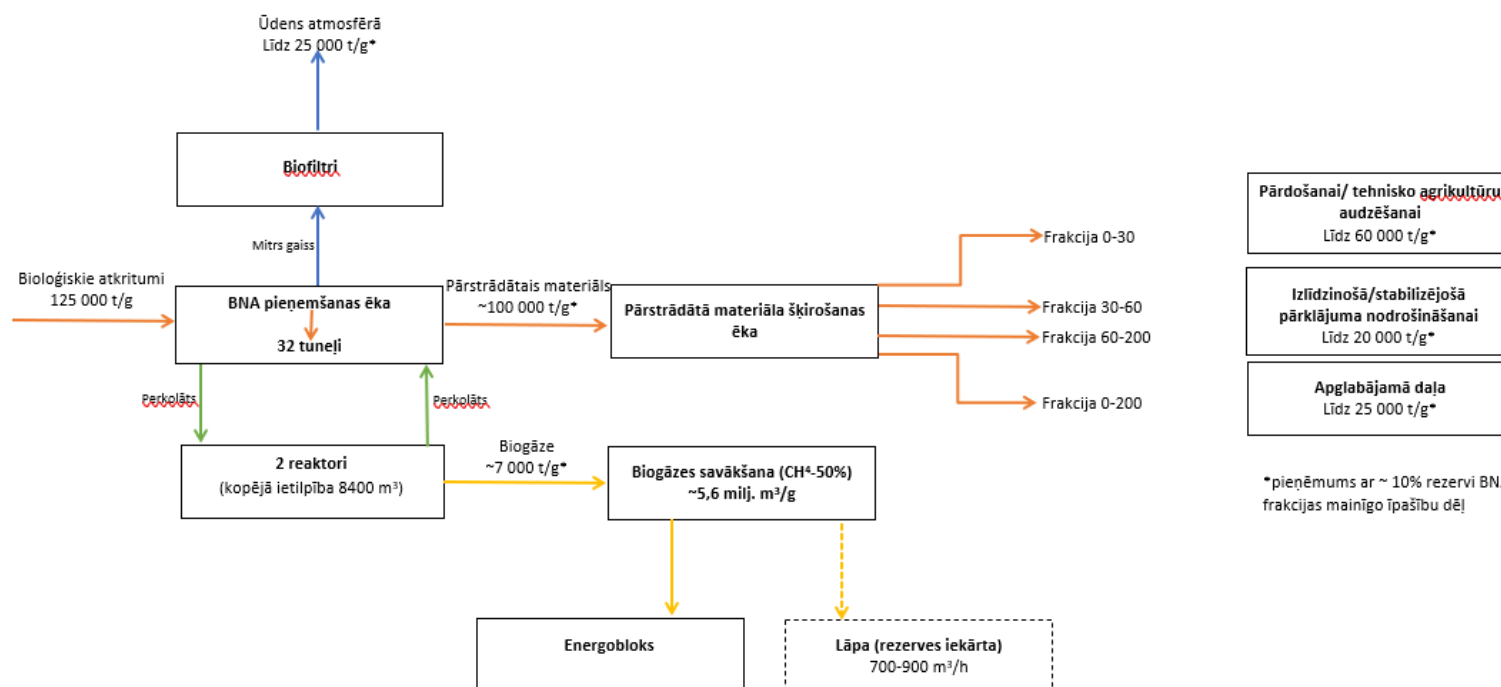 Ūdens atmosfērā
Līdz 25 000 t/g*
Biofiltri
Mitrs gaiss
Bioloģiskie atkritumi
125 000 t/g
BNA pieņemšanas ēka
32 tuneļi
Pārstrādātais materiāls
~100 000 t/g*
Pārstrādātā materiāla šķirošanas
ēka
Frakcija 0-30
Frakcija 30-60
Frakcija 60-200
Frakcija 0-200
Pārdošanai/ tehnisko agrikultūru
audzēšanai
Līdz 60 000 t/g*
Izlīdzinošā/stabilizējošā
pārklājuma nodrošināšanai
Līdz 20 000 t/g*
Apglabājamā daļa
Līdz 25 000 t/g*
Perkolāts
Perkolāts
2 reaktori
(kopējā ietilpība 8400 m³)
Biogāze
~7 000 t/g*
Biogāzes savākšana (CH⁴-50%)
~5,6 milj. m³/g
*pieņēmums ar ~ 10% rezervi BNA
frakcijas mainīgo īpašību dēļ
Energobloks
Lāpa (rezerves iekārta)
700-900 m³/h